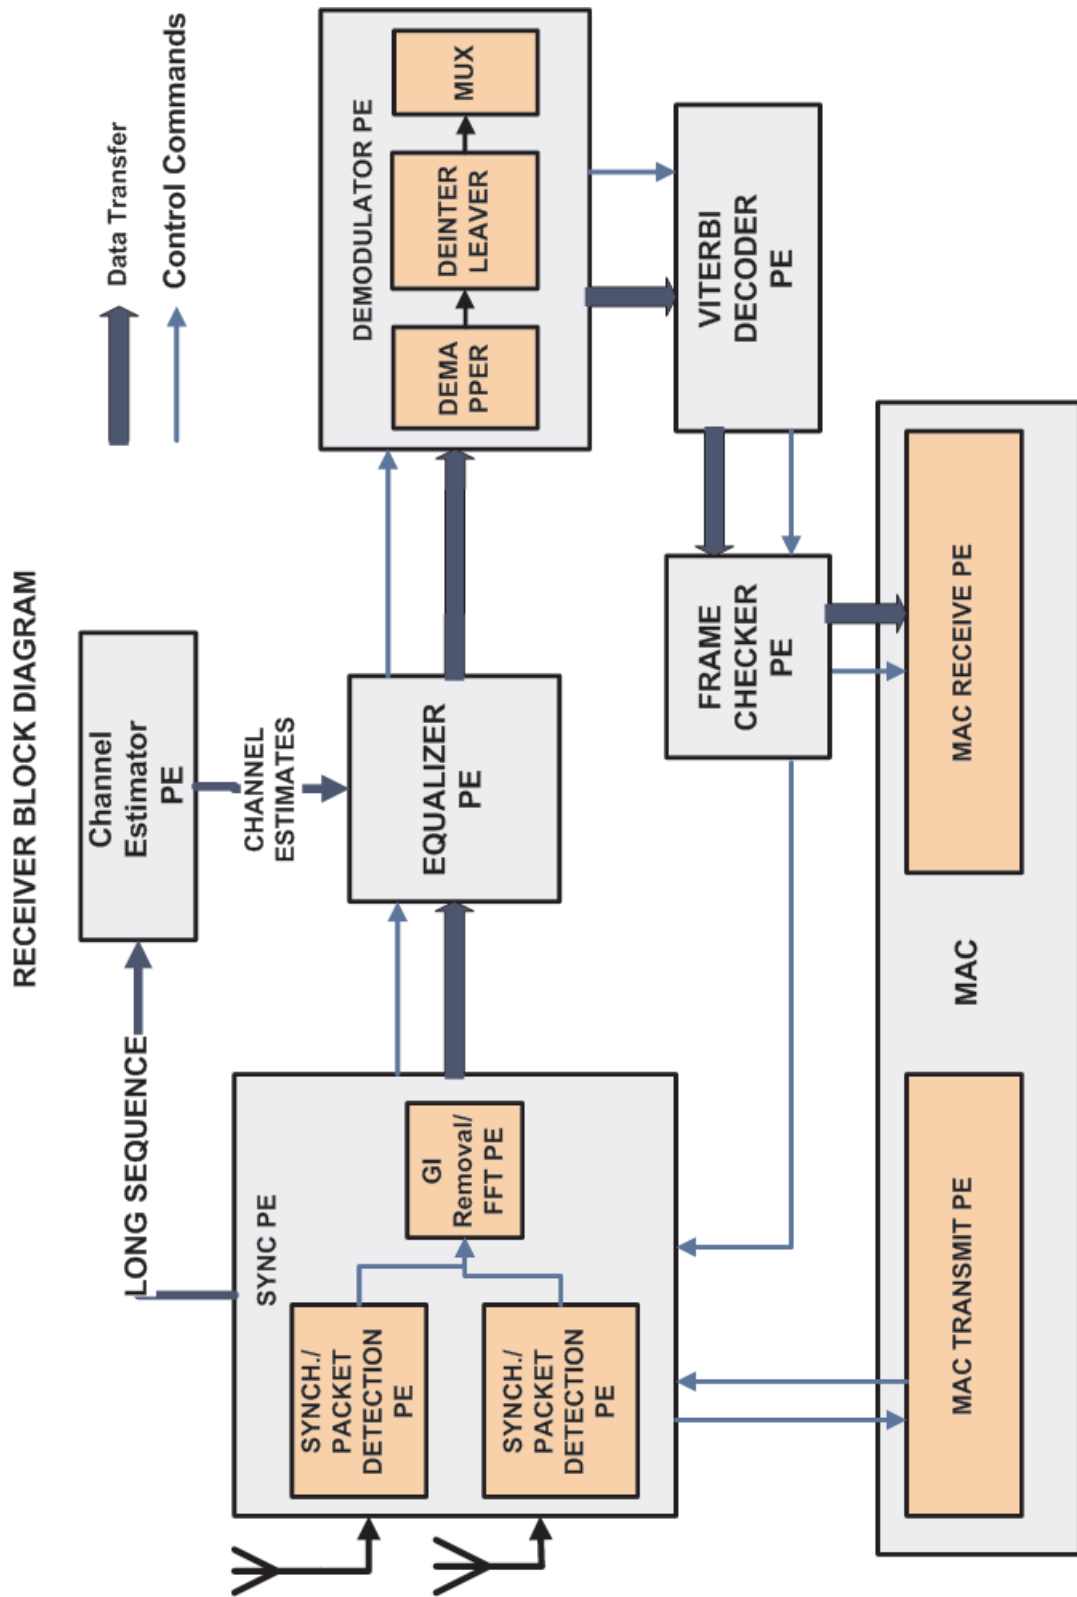 RECEIVER BLOCK DIAGRAM
Data Transfer
Control Commands
LONG SEQUENCE
Channel
Estimator
PE
CHANNEL
ESTIMATES
SYNC PE
SYNCH./
PACKET
DETECTION
PE
SYNCH./
PACKET
DETECTION
PE
GI
Removal/
FFT PE
EQUALIZER
PE
DEMODULATOR PE
DEMA
PPER
DEINTER
LEAVER
MUX
VITERBI
DECODER
PE
FRAME
CHECKER
PE
MAC TRANSMIT PE
MAC
MAC RECEIVE PE